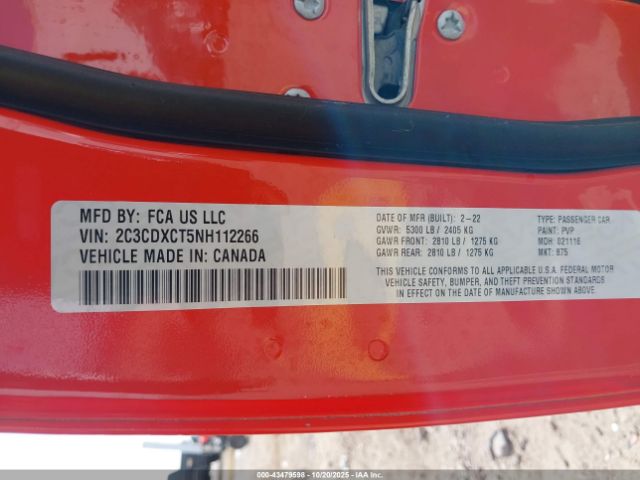 MFD BY: FCA US LLC
VIN: 2C3CDXCT5NH112266
VEHICLE MADE IN: CANADA
DATE OF MFR (BUILT): 2-22
GVWR: 5300 LB / 2405 KG
GAWR FRONT: 2810 LB / 1275 KG
GAWR REAR: 2810 LB / 1275 KG
TYPE: PASSENGER CAR
PAINT: PVP
MDH: 021116
MKT: 875
THIS VEHICLE CONFORMS TO ALL APPLICABLE U.S.A. FEDERAL MOTOR
VEHICLE SAFETY, BUMPER, AND THEFT PREVENTION STANDARDS
IN EFFECT ON THE DATE OF MANUFACTURE SHOWN ABOVE.
000-43479598 - 10/20/2025 - IAAI.com